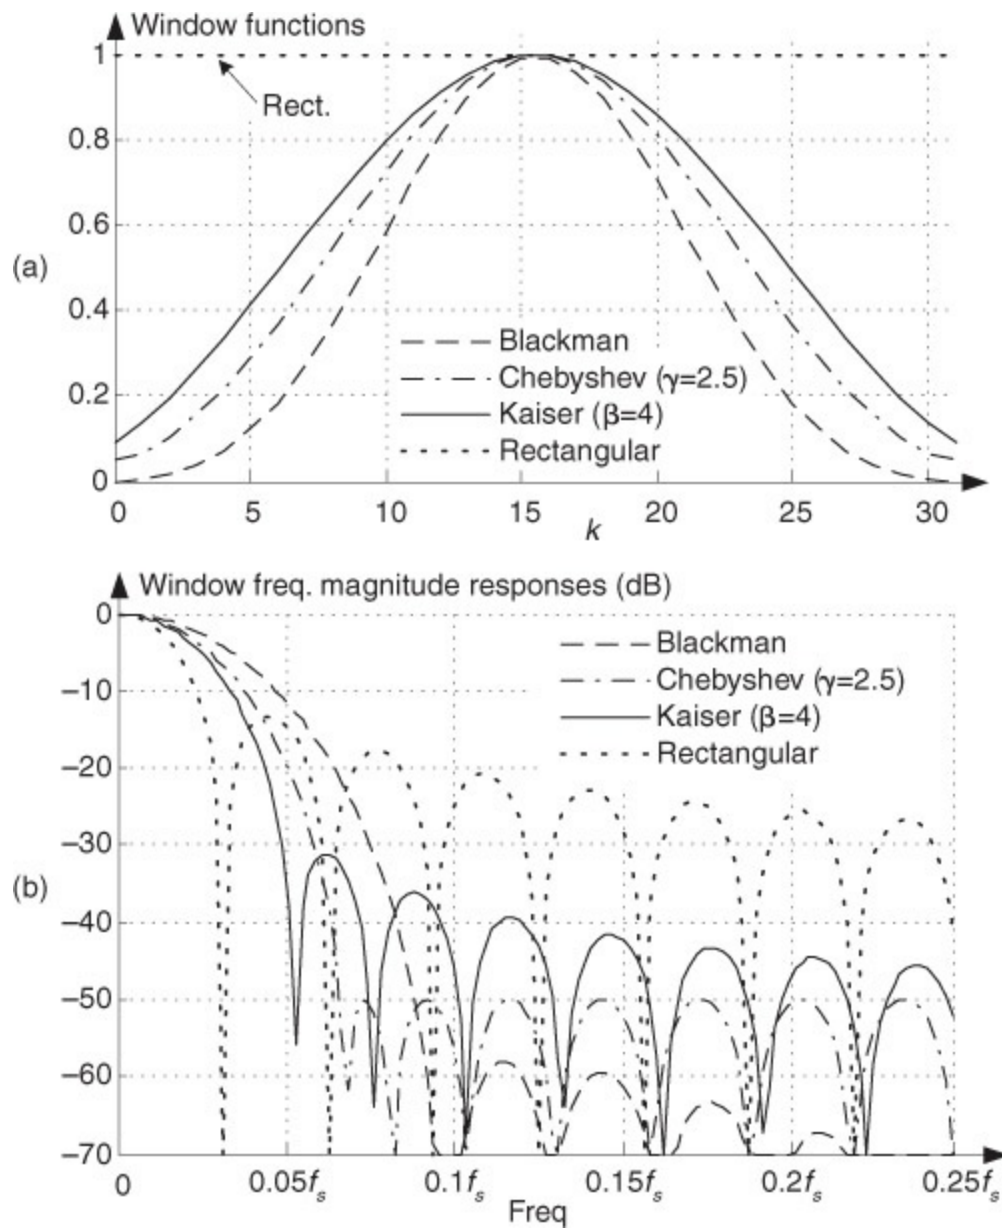 Window functions
1
Rect.
0.8
0.6
(a)
0.4
Blackman
Chebyshev (γ=2.5)
0.2
Kaiser (β=4)
Rectangular
0
0 5 10 15 20 25 30
k
Window freq. magnitude responses (dB)
0
Blackman
Chebyshev (γ=2.5)
–10
Kaiser (β=4)
Rectangular
–20
–30
(b)
–40
–50
–60
–70
0 0.05fs 0.1fs 0.15fs 0.2fs 0.25fs
Freq